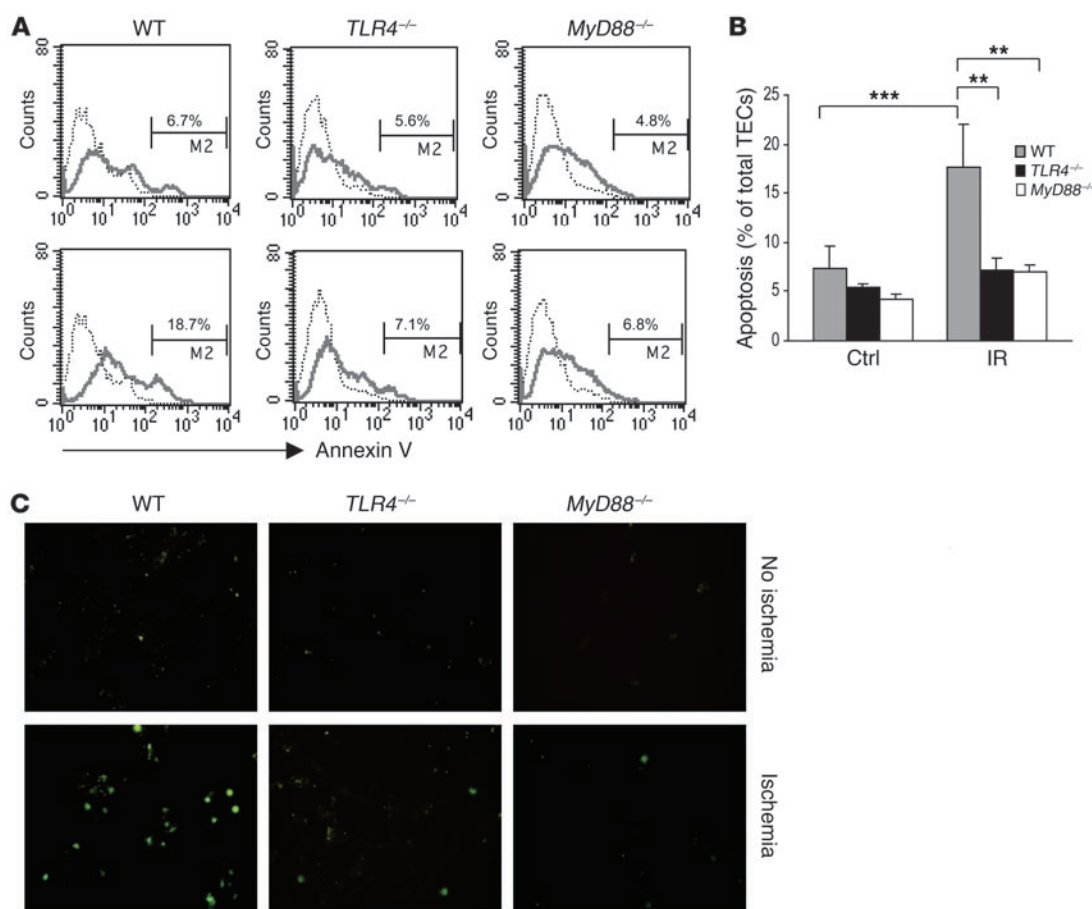 A
WT
TLR4−/−
MyD88−/−
80
Counts
0
6.7%
M2
10^0 10^1 10^2 10^3 10^4
80
Counts
0
5.6%
M2
10^0 10^1 10^2 10^3 10^4
80
Counts
0
4.8%
M2
10^0 10^1 10^2 10^3 10^4
80
Counts
0
18.7%
M2
10^0 10^1 10^2 10^3 10^4
80
Counts
0
7.1%
M2
10^0 10^1 10^2 10^3 10^4
80
Counts
0
6.8%
M2
10^0 10^1 10^2 10^3 10^4
Annexin V
B
Apoptosis (% of total TECs)
25
20
15
10
5
0
***
**
**
WT
TLR4−/−
MyD88−/−
Ctrl
IR
C
WT
TLR4−/−
MyD88−/−
No ischemia
Ischemia